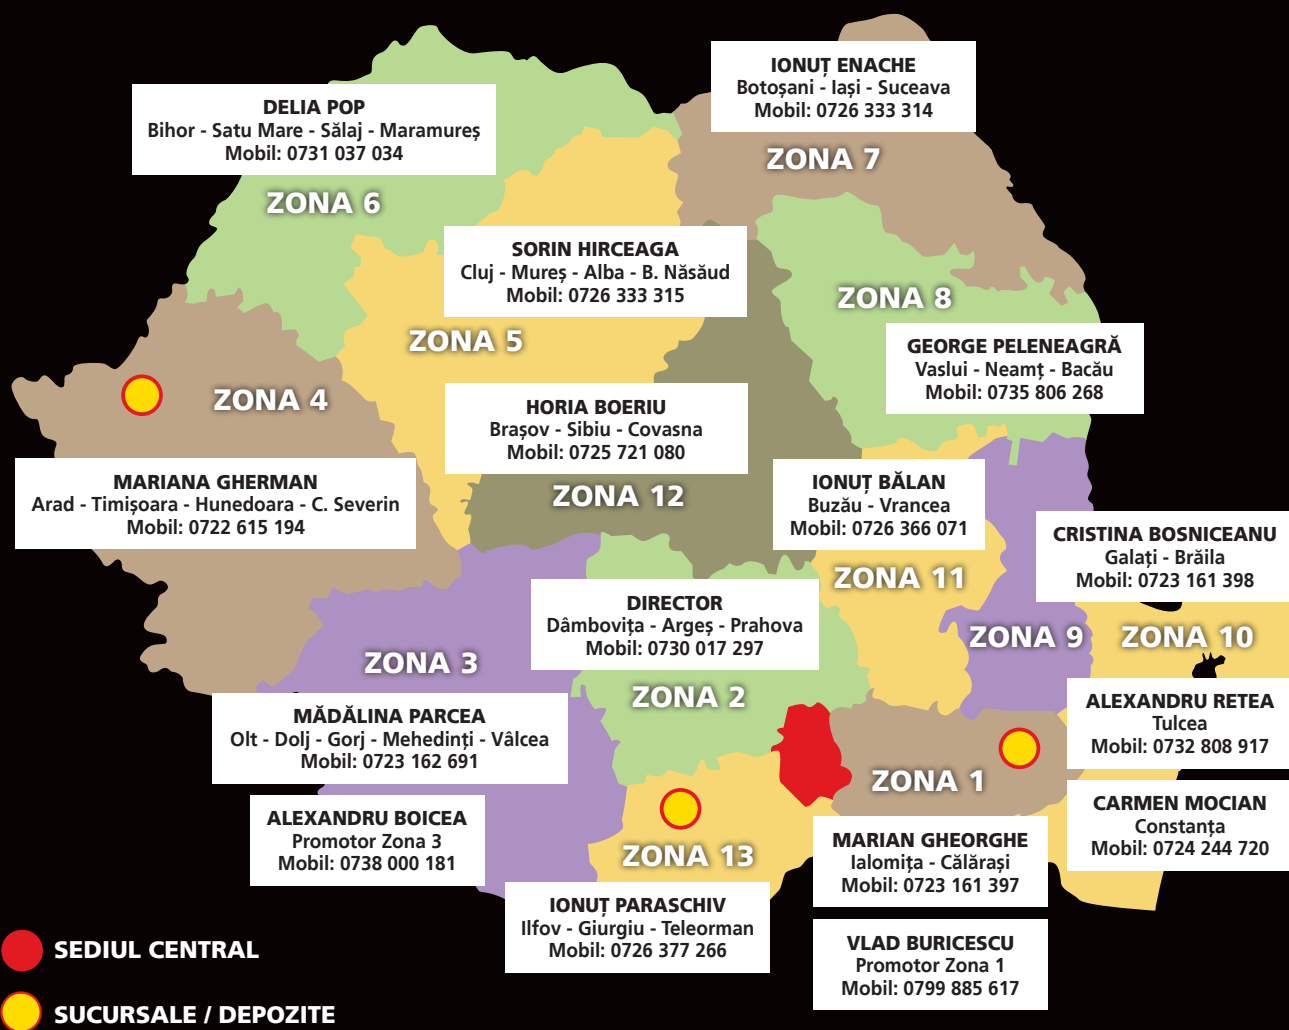 IONUȚ ENACHE
Botoșani - Iași - Suceava
Mobil: 0726 333 314
ZONA 7
DELIA POP
Bihor - Satu Mare - Sălaj - Maramureș
Mobil: 0731 037 034
ZONA 6
SORIN HIRCEAGA
Cluj - Mureș - Alba - B. Năsăud
Mobil: 0726 333 315
ZONA 5
ZONA 8
GEORGE PELENEAGRĂ
Vaslui - Neamț - Bacău
Mobil: 0735 806 268
ZONA 4
MARIANA GHERMAN
Arad - Timișoara - Hunedoara - C. Severin
Mobil: 0722 615 194
HORIA BOERIU
Brașov - Sibiu - Covasna
Mobil: 0725 721 080
ZONA 12
IONUȚ BĂLAN
Buzău - Vrancea
Mobil: 0726 366 071
ZONA 11
CRISTINA BOSNICEANU
Galați - Brăila
Mobil: 0723 161 398
ZONA 9
ZONA 10
DIRECTOR
Dâmbovița - Argeș - Prahova
Mobil: 0730 017 297
ZONA 2
ZONA 3
MĂDĂLINA PARCEA
Olt - Dolj - Gorj - Mehedinți - Vâlcea
Mobil: 0723 162 691
ALEXANDRU BOICEA
Promotor Zona 3
Mobil: 0738 000 181
ALEXANDRU RETEA
Tulcea
Mobil: 0732 808 917
CARMEN MOCIAN
Constanța
Mobil: 0724 244 720
ZONA 1
MARIAN GHEORGHE
Ialomița - Călărași
Mobil: 0723 161 397
VLAD BURICESCU
Promotor Zona 1
Mobil: 0799 885 617
ZONA 13
IONUȚ PARASCHIV
Ilfov - Giurgiu - Teleorman
Mobil: 0726 377 266
SEDIUL CENTRAL
SUCURSALE / DEPOZITE